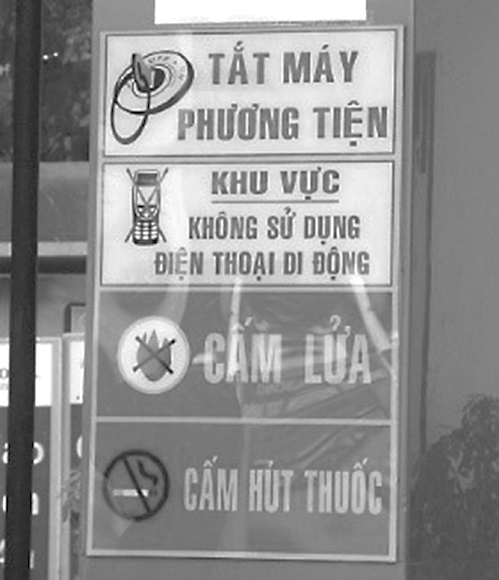 TẮT MÁY
PHƯƠNG TIỆN
KHU VỰC
KHÔNG SỬ DỤNG
ĐIỆN THOẠI DI ĐỘNG
CẤM LỬA
CẤM HÚT THUỐC